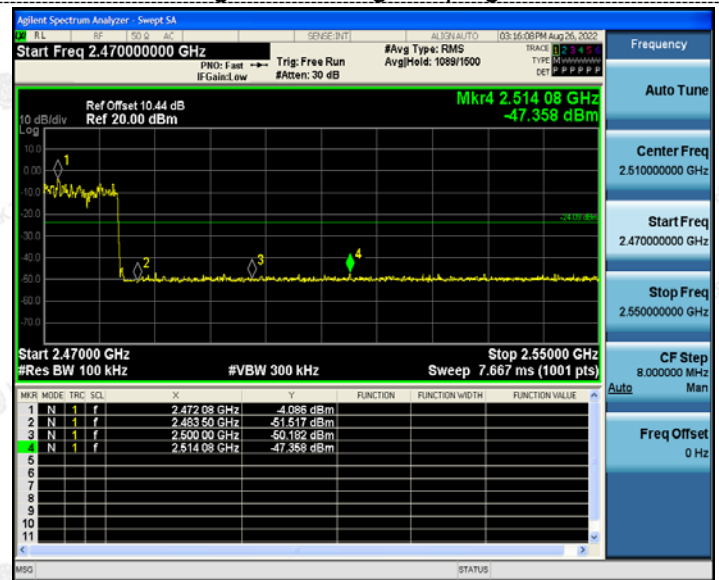 Agilent Spectrum Analyzer - Swept SA
RL RF 50 Ω AC SENSE:INT ALIGNAUTO 03:16:08PM Aug 26, 2022
Start Freq 2.470000000 GHz
PNO: Fast
IFGain:Low
Trig: Free Run
#Atten: 30 dB
#Avg Type: RMS
Avg|Hold: 1089/1500
TRACE 1 2 3 4 5 6
TYPE MWWWWW
DET P P P P P P
Ref Offset 10.44 dB
10 dB/div Ref 20.00 dBm
Log
Mkr4 2.514 08 GHz
-47.358 dBm
10.0
0.00
-10.0
-20.0
-30.0
-40.0
-50.0
-60.0
-70.0
1
2
3
4
-24.09 dBm
Start 2.47000 GHz Stop 2.55000 GHz
#Res BW 100 kHz #VBW 300 kHz Sweep 7.667 ms (1001 pts)
MKR MODE TRC SCL X Y FUNCTION FUNCTION WIDTH FUNCTION VALUE
1 N 1 f 2.472 08 GHz -4.086 dBm
2 N 1 f 2.483 50 GHz -51.517 dBm
3 N 1 f 2.500 00 GHz -50.182 dBm
4 N 1 f 2.514 08 GHz -47.358 dBm
5
6
7
8
9
10
11
MSG STATUS
Frequency
Auto Tune
Center Freq
2.510000000 GHz
Start Freq
2.470000000 GHz
Stop Freq
2.550000000 GHz
CF Step
8.000000 MHz
Auto Man
Freq Offset
0 Hz